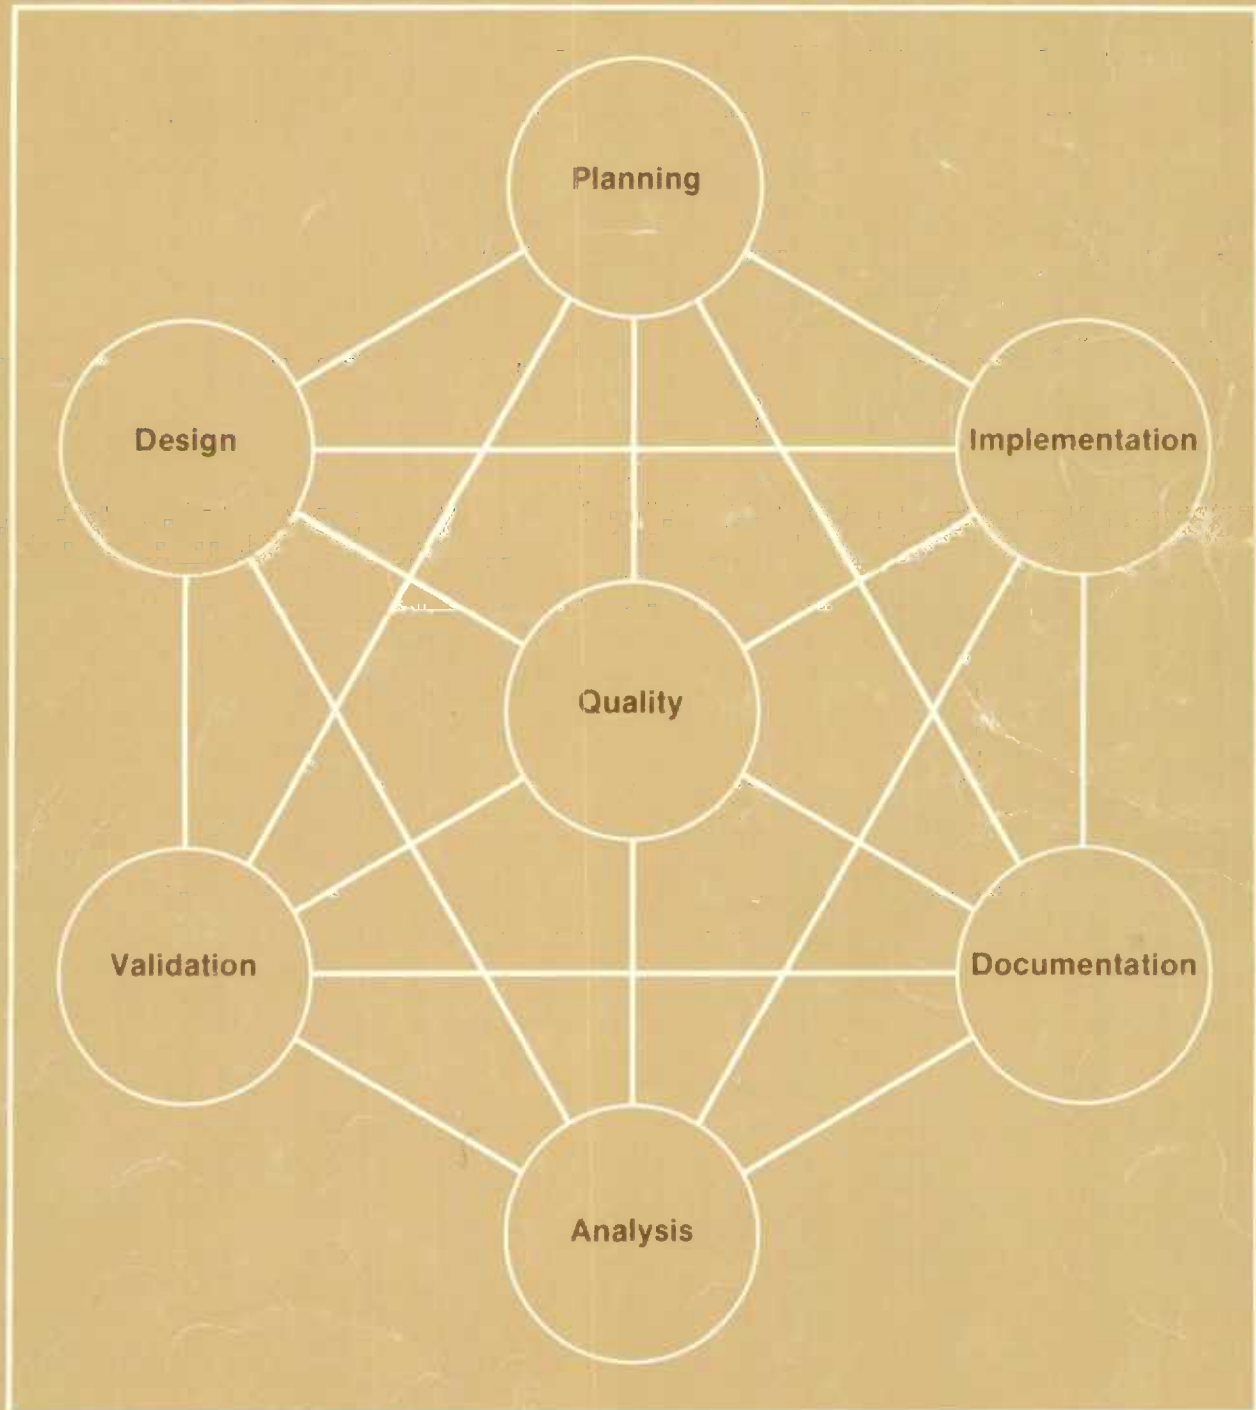 Planning
Design
Implementation
Quality
Validation
Documentation
Analysis